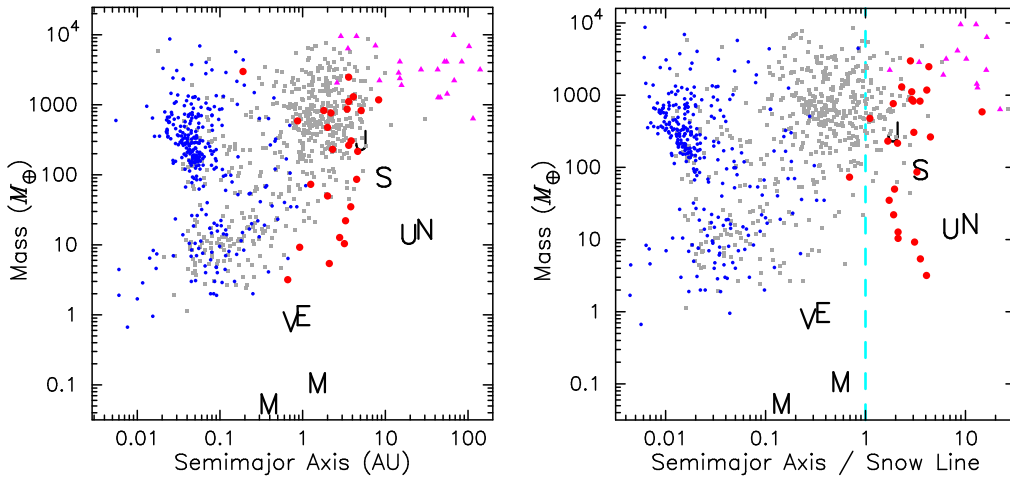 10⁴
1000
100
10
1
0.1
Mass (M⊕)
J
S
U N
V E
M
M
0.01 0.1 1 10 100
Semimajor Axis (AU)
10⁴
1000
100
10
1
0.1
Mass (M⊕)
J
S
U N
V E
M
M
0.01 0.1 1 10
Semimajor Axis / Snow Line